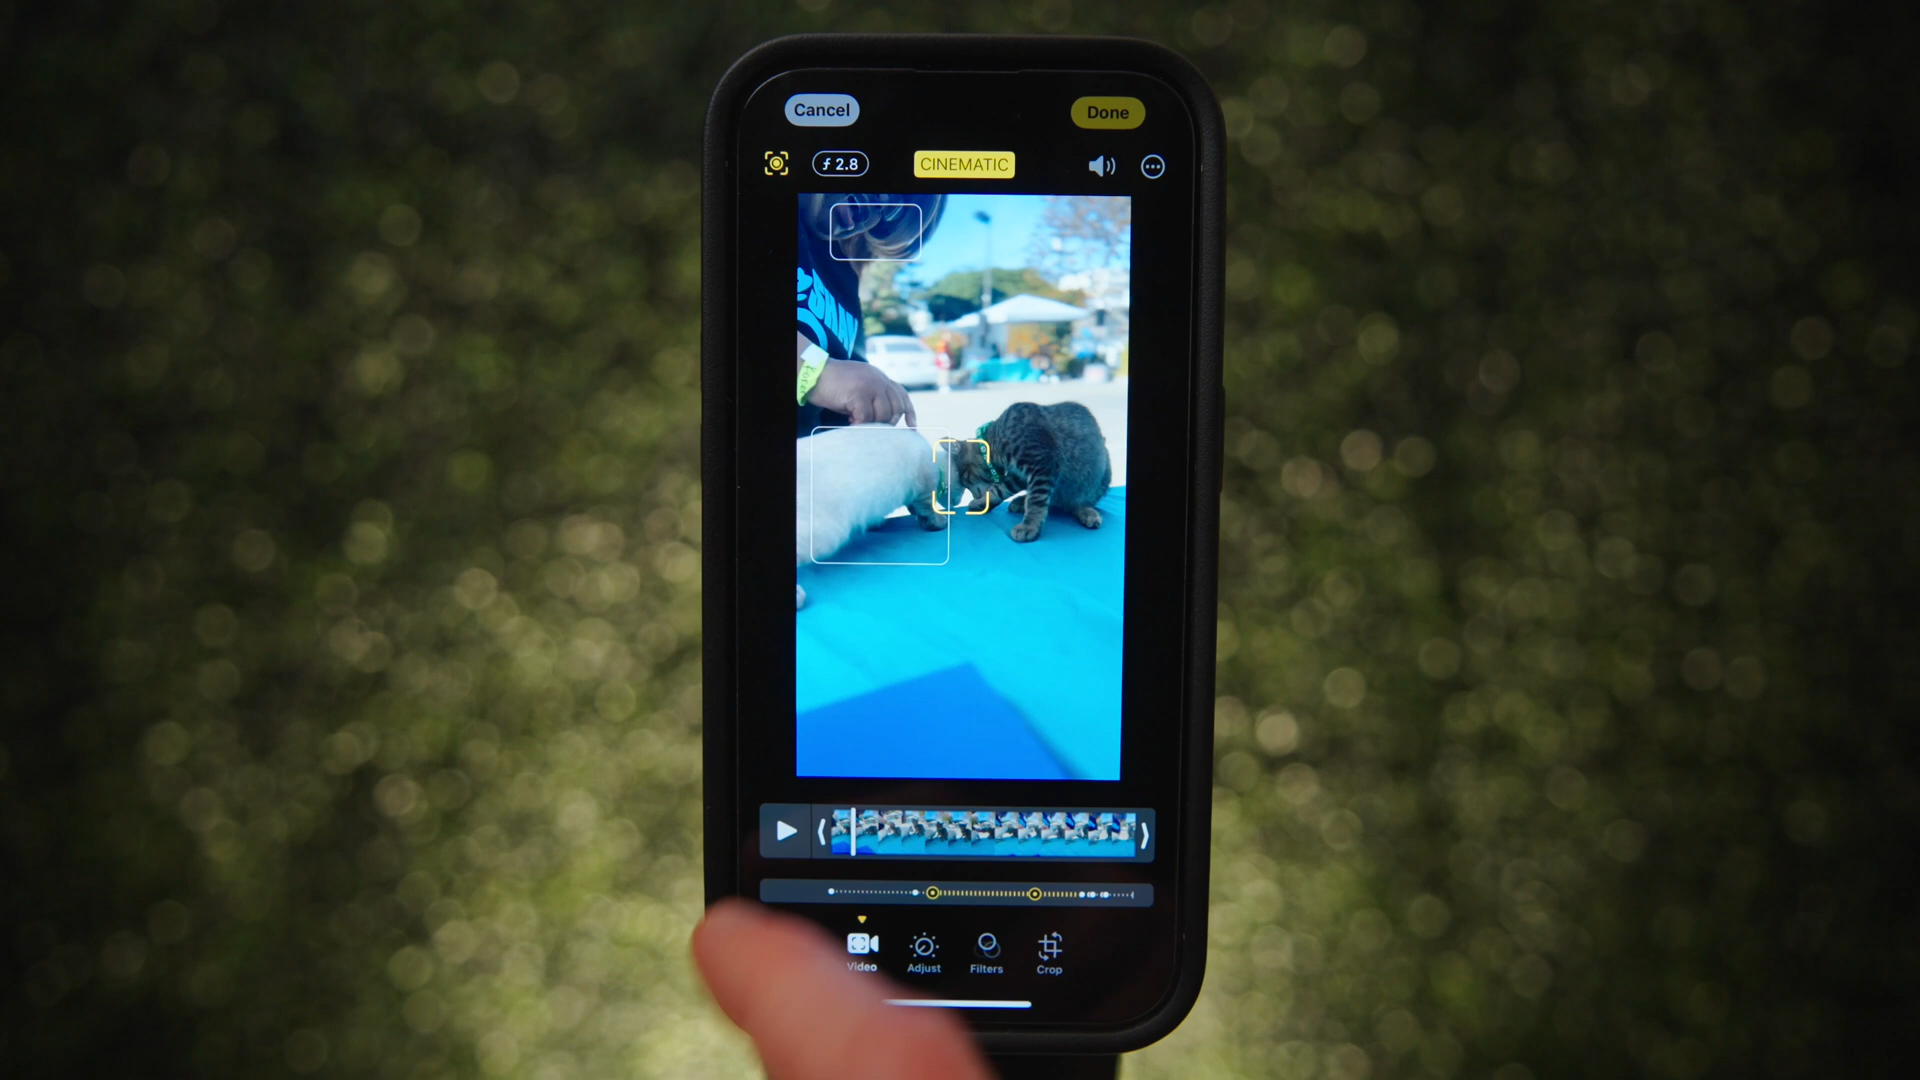 Cancel
Done
f 2.8
CINEMATIC
Video
Adjust
Filters
Crop